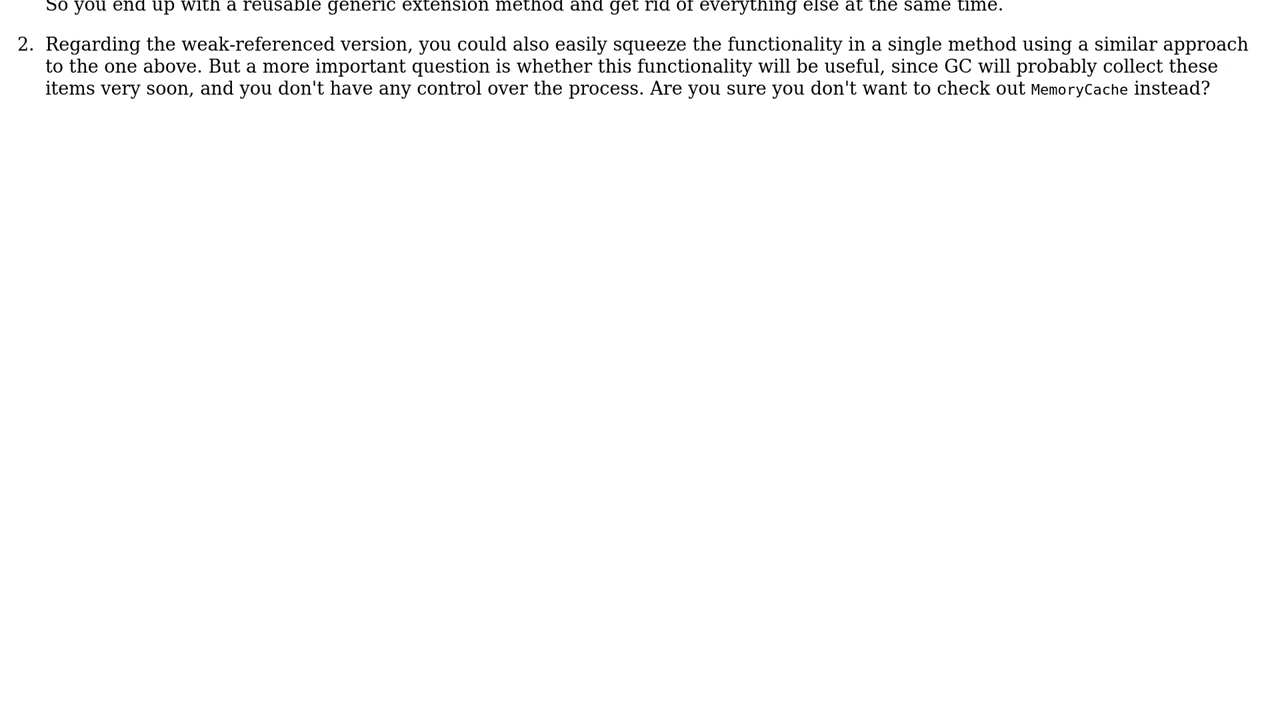 So you end up with a reusable generic extension method and get rid of everything else at the same time.
2. Regarding the weak-referenced version, you could also easily squeeze the functionality in a single method using a similar approach
to the one above. But a more important question is whether this functionality will be useful, since GC will probably collect these
items very soon, and you don't have any control over the process. Are you sure you don't want to check out MemoryCache instead?